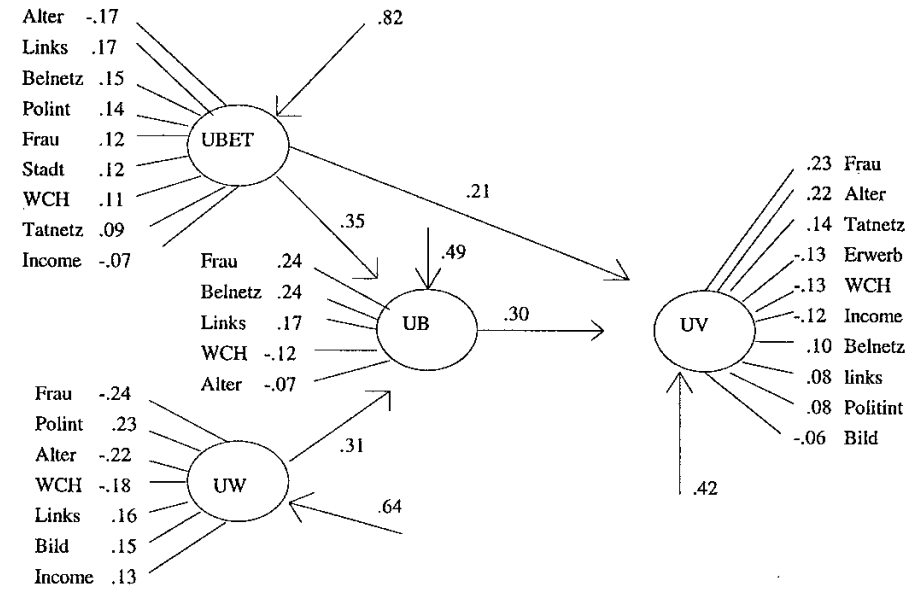 Alter -.17
Links .17
Belnetz .15
Polint .14
Frau .12
Stadt .12
WCH .11
Tatnetz .09
Income -.07
.82
UBET
.21
.35
.49
Frau .24
Belnetz .24
Links .17
WCH -.12
Alter -.07
UB
.30
.23 Frau
.22 Alter
.14 Tatnetz
-.13 Erwerb
-.13 WCH
-.12 Income
.10 Belnetz
.08 links
.08 Politint
-.06 Bild
UV
.42
Frau -.24
Polint .23
Alter -.22
WCH -.18
Links .16
Bild .15
Income .13
UW
.31
.64